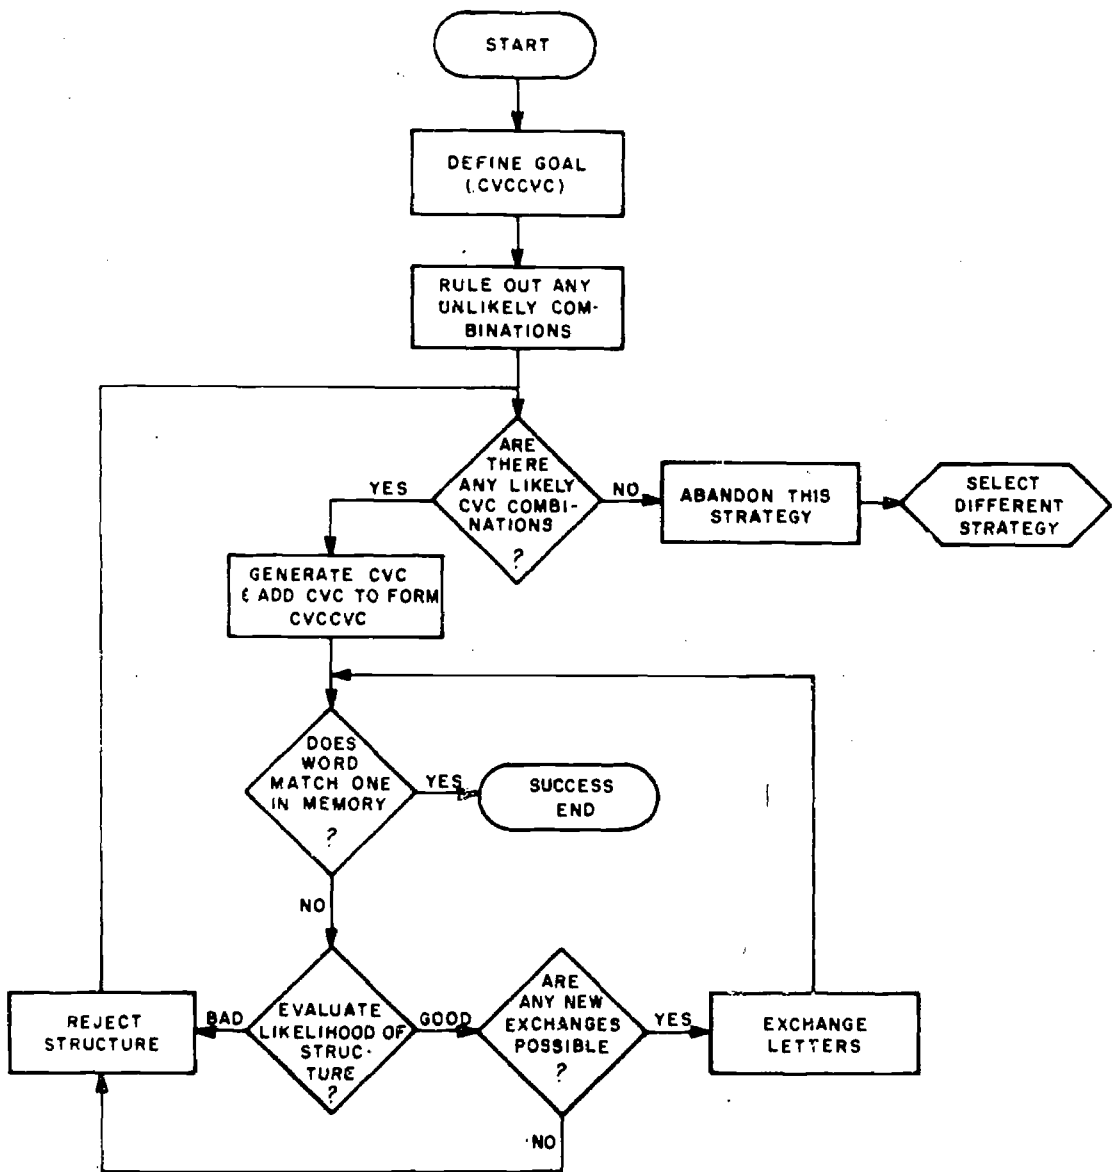 START
DEFINE GOAL
(.CVCCVC)
RULE OUT ANY
UNLIKELY COM-
BINATIONS
ARE
THERE
ANY LIKELY
CVC COMBI-
NATIONS
?
YES
NO
ABANDON THIS
STRATEGY
SELECT
DIFFERENT
STRATEGY
GENERATE CVC
& ADD CVC TO FORM
CVCCVC
DOES
WORD
MATCH ONE
IN MEMORY
?
YES
SUCCESS
END
NO
REJECT
STRUCTURE
BAD
EVALUATE
LIKELIHOOD OF
STRUC-
TURE
?
GOOD
ARE
ANY NEW
EXCHANGES
POSSIBLE
?
YES
EXCHANGE
LETTERS
NO